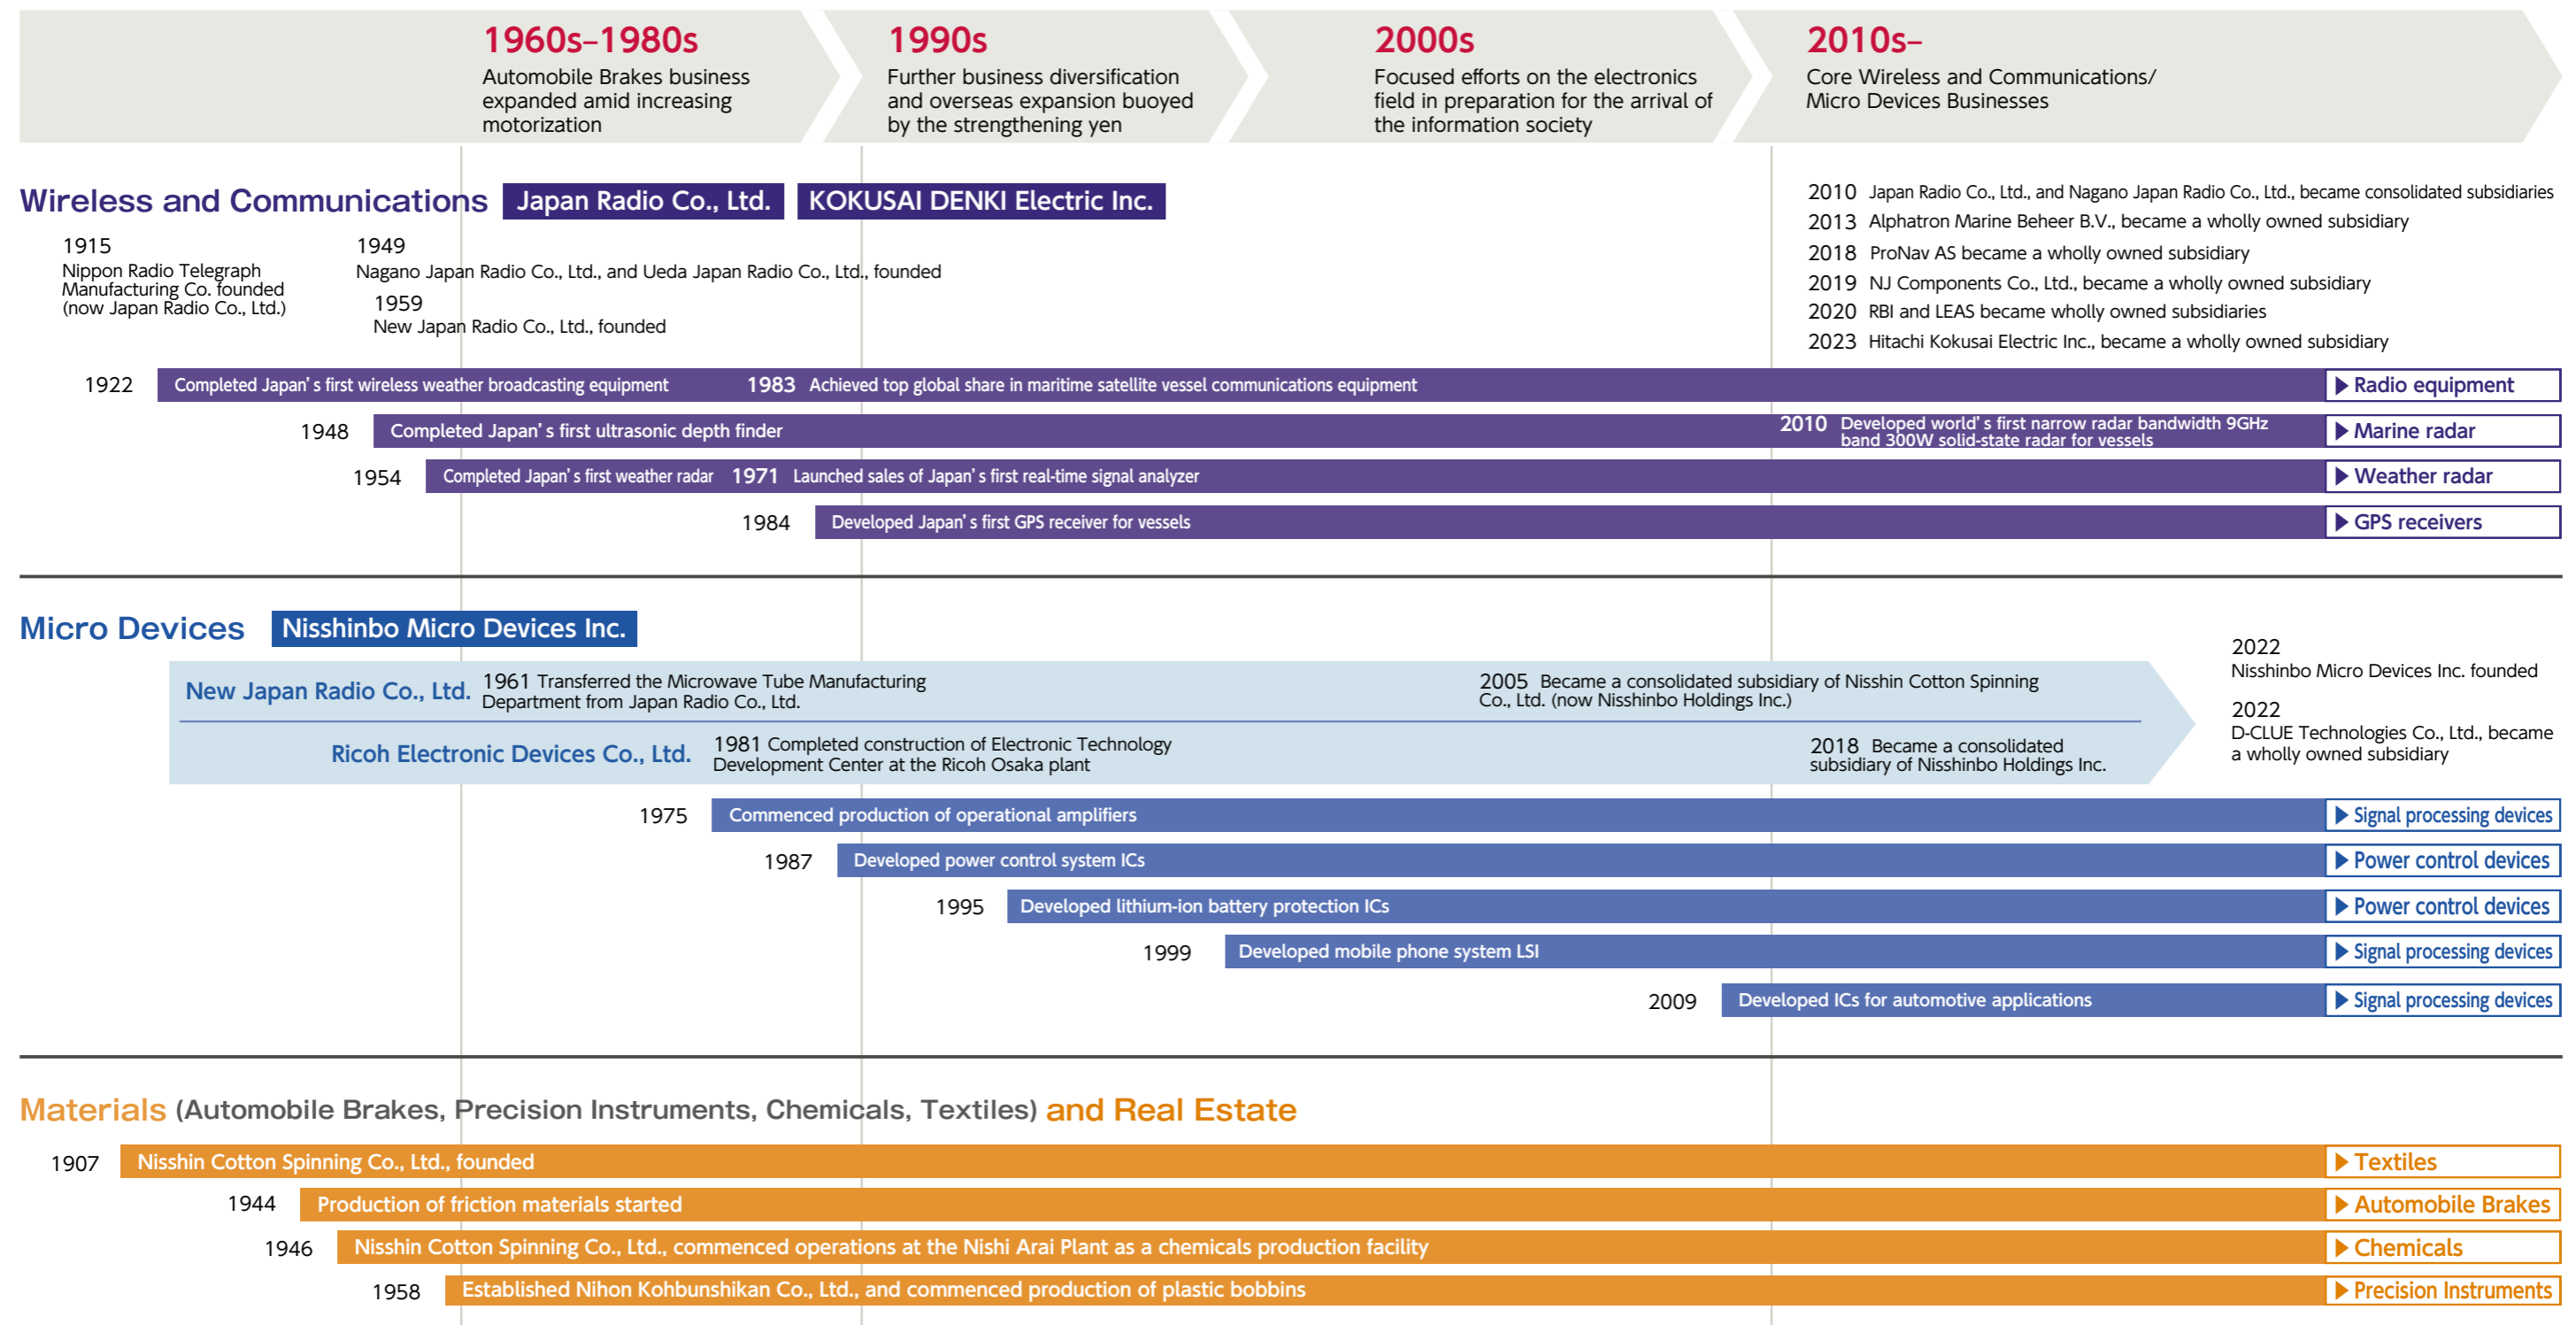 1960s–1980s
Automobile Brakes business
expanded amid increasing
motorization
1990s
Further business diversification
and overseas expansion buoyed
by the strengthening yen
2000s
Focused efforts on the electronics
field in preparation for the arrival of
the information society
2010s–
Core Wireless and Communications/
Micro Devices Businesses
Wireless and Communications
Japan Radio Co., Ltd.
KOKUSAI DENKI Electric Inc.
1915
Nippon Radio Telegraph
Manufacturing Co. founded
(now Japan Radio Co., Ltd.)
1949
Nagano Japan Radio Co., Ltd., and Ueda Japan Radio Co., Ltd., founded
1959
New Japan Radio Co., Ltd., founded
2010 Japan Radio Co., Ltd., and Nagano Japan Radio Co., Ltd., became consolidated subsidiaries
2013 Alphatron Marine Beheer B.V., became a wholly owned subsidiary
2018 ProNav AS became a wholly owned subsidiary
2019 NJ Components Co., Ltd., became a wholly owned subsidiary
2020 RBI and LEAS became wholly owned subsidiaries
2023 Hitachi Kokusai Electric Inc., became a wholly owned subsidiary
1922 Completed Japan's first wireless weather broadcasting equipment 1983 Achieved top global share in maritime satellite vessel communications equipment ▶Radio equipment
1948 Completed Japan's first ultrasonic depth finder
2010 Developed world's first narrow radar bandwidth 9GHz
band 300W solid-state radar for vessels
▶Marine radar
1954 Completed Japan's first weather radar 1971 Launched sales of Japan's first real-time signal analyzer ▶Weather radar
1984 Developed Japan's first GPS receiver for vessels ▶GPS receivers
Micro Devices
Nisshinbo Micro Devices Inc.
New Japan Radio Co., Ltd.
1961 Transferred the Microwave Tube Manufacturing
Department from Japan Radio Co., Ltd.
2005 Became a consolidated subsidiary of Nisshin Cotton Spinning
Co., Ltd. (now Nisshinbo Holdings Inc.)
Ricoh Electronic Devices Co., Ltd.
1981 Completed construction of Electronic Technology
Development Center at the Ricoh Osaka plant
2018 Became a consolidated
subsidiary of Nisshinbo Holdings Inc.
2022
Nisshinbo Micro Devices Inc. founded
2022
D-CLUE Technologies Co., Ltd., became
a wholly owned subsidiary
1975 Commenced production of operational amplifiers ▶Signal processing devices
1987 Developed power control system ICs ▶Power control devices
1995 Developed lithium-ion battery protection ICs ▶Power control devices
1999 Developed mobile phone system LSI ▶Signal processing devices
2009 Developed ICs for automotive applications ▶Signal processing devices
Materials (Automobile Brakes, Precision Instruments, Chemicals, Textiles) and Real Estate
1907 Nisshin Cotton Spinning Co., Ltd., founded ▶Textiles
1944 Production of friction materials started ▶Automobile Brakes
1946 Nisshin Cotton Spinning Co., Ltd., commenced operations at the Nishi Arai Plant as a chemicals production facility ▶Chemicals
1958 Established Nihon Kohbunshikan Co., Ltd., and commenced production of plastic bobbins ▶Precision Instruments